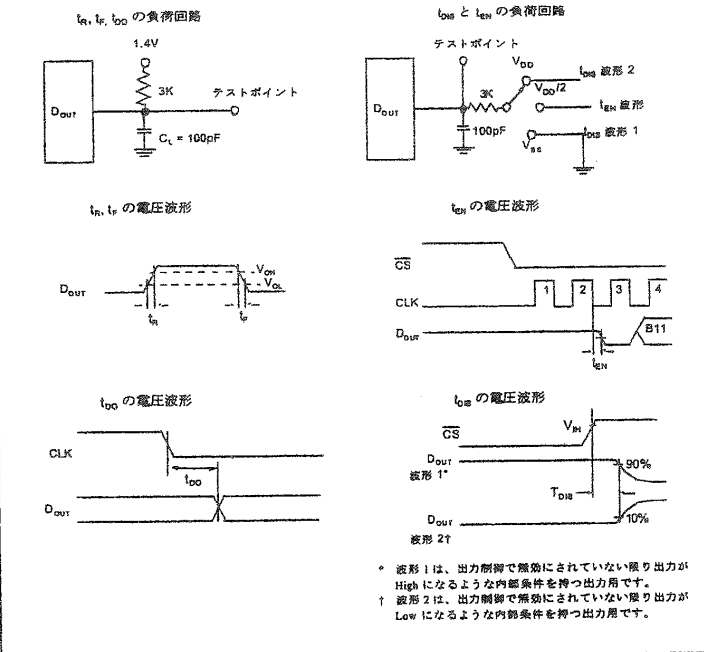 tR, tF, tDO の負荷回路
1.4V
3K
テストポイント
DOUT
CL = 100pF
tDIS と tEN の負荷回路
テストポイント
VDD
tDIS 波形 2
VDD/2
3K
tEN 波形
DOUT
100pF
tDIS 波形 1
VSS
tR, tF の電圧波形
VOH
VOL
DOUT
tR
tF
tEN の電圧波形
CS
CLK
1
2
3
4
DOUT
B11
tEN
tDO の電圧波形
CLK
tDO
DOUT
tDIS の電圧波形
CS
VIH
DOUT
波形 1*
90%
TDIS
DOUT
波形 2†
10%
* 波形 1 は、出力制御で無効にされていない限り出力が
High になるような内部条件を持つ出力用です。
† 波形 2 は、出力制御で無効にされていない限り出力が
Low になるような内部条件を持つ出力用です。